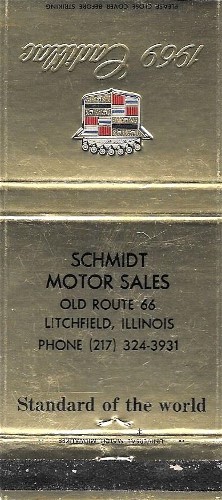 PLEASE CLOSE COVER BEFORE STRIKING
1969 Cadillac
SCHMIDT
MOTOR SALES
OLD ROUTE 66
LITCHFIELD, ILLINOIS
PHONE (217) 324-3931
Standard of the world